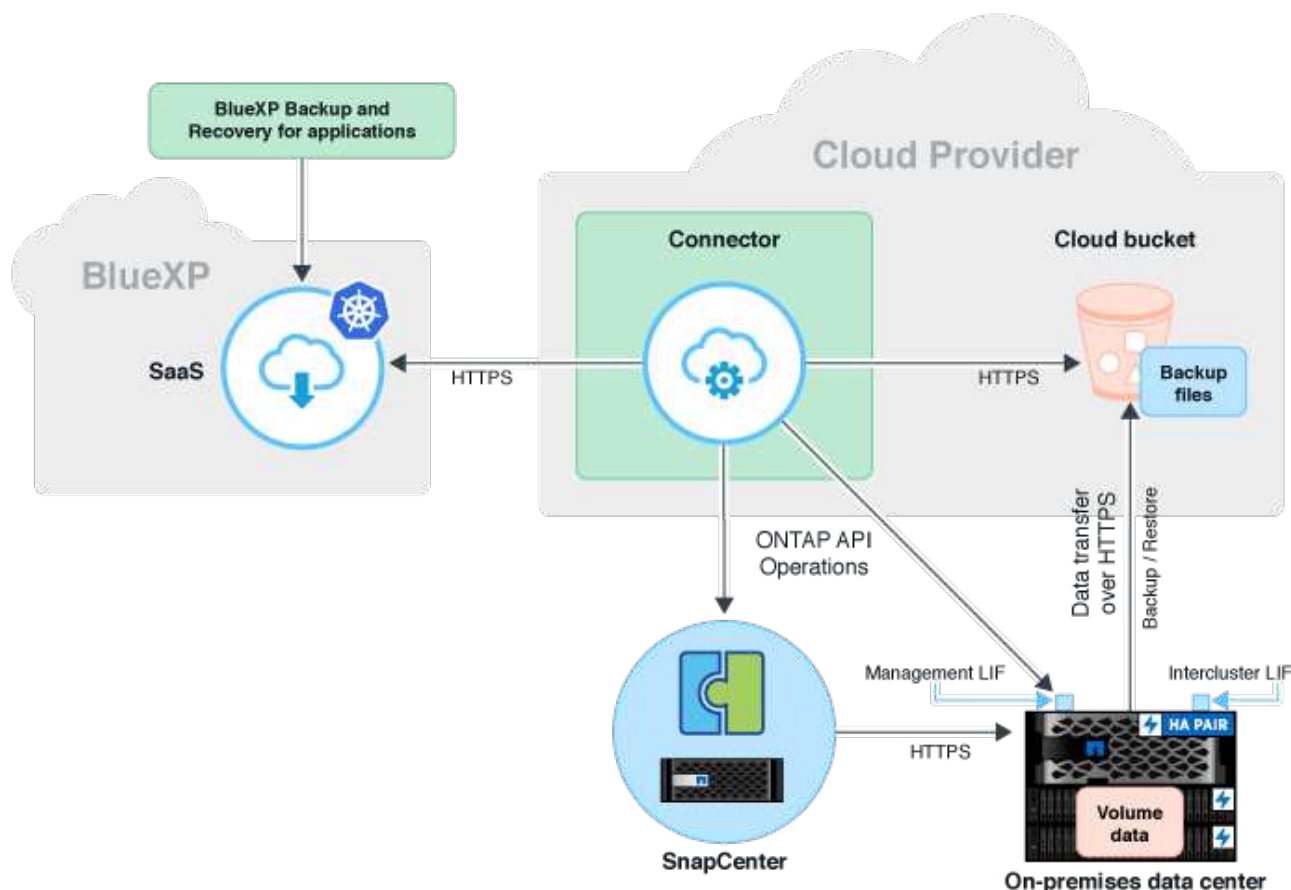 BlueXP Backup and
Recovery for applications
Cloud Provider
BlueXP
Connector
Cloud bucket
SaaS
HTTPS
HTTPS
Backup
files
ONTAP API
Operations
Data transfer
over HTTPS
Backup / Restore
Management LIF
Intercluster LIF
HA PAIR
HTTPS
Volume
data
SnapCenter
On-premises data center